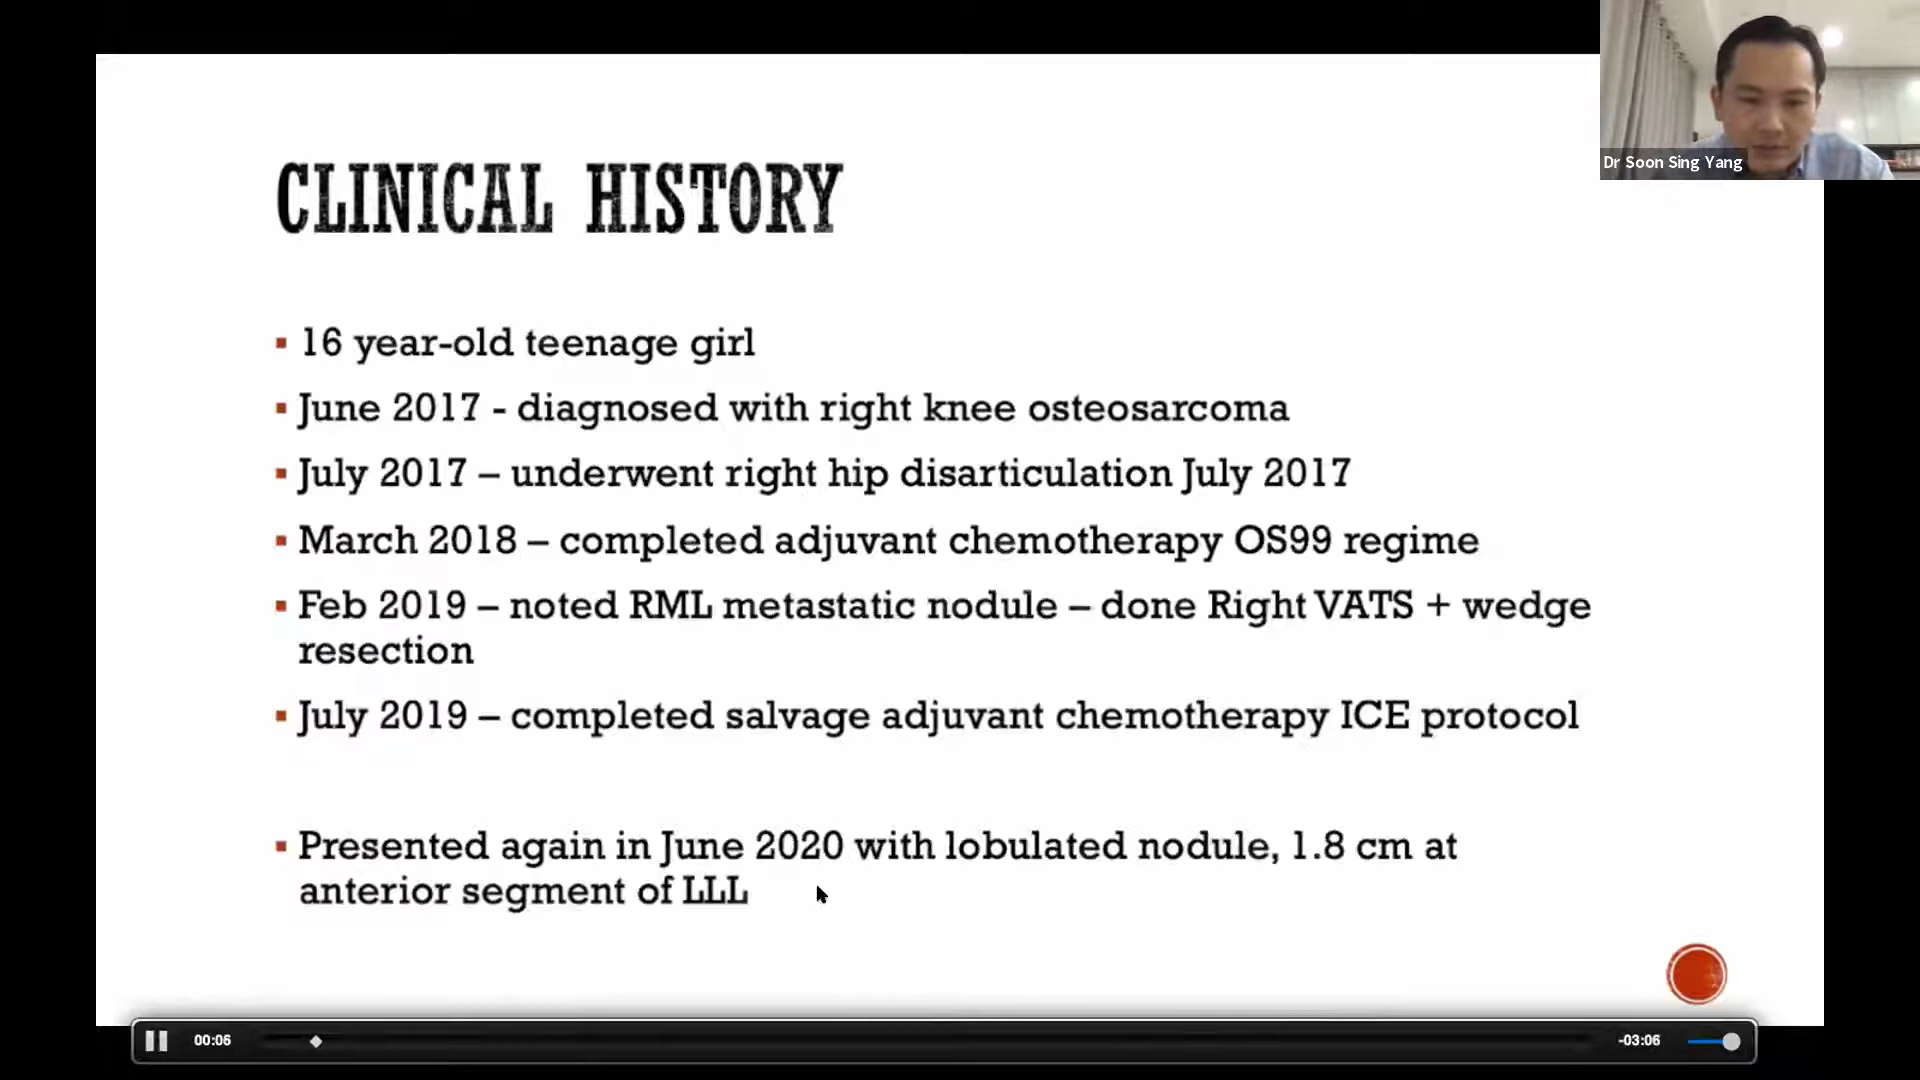 Dr Soon Sing Yang
CLINICAL HISTORY
▪ 16 year-old teenage girl
▪ June 2017 - diagnosed with right knee osteosarcoma
▪ July 2017 – underwent right hip disarticulation July 2017
▪ March 2018 – completed adjuvant chemotherapy OS99 regime
▪ Feb 2019 – noted RML metastatic nodule – done Right VATS + wedge
resection
▪ July 2019 – completed salvage adjuvant chemotherapy ICE protocol
▪ Presented again in June 2020 with lobulated nodule, 1.8 cm at
anterior segment of LLL
00:06
-03:06